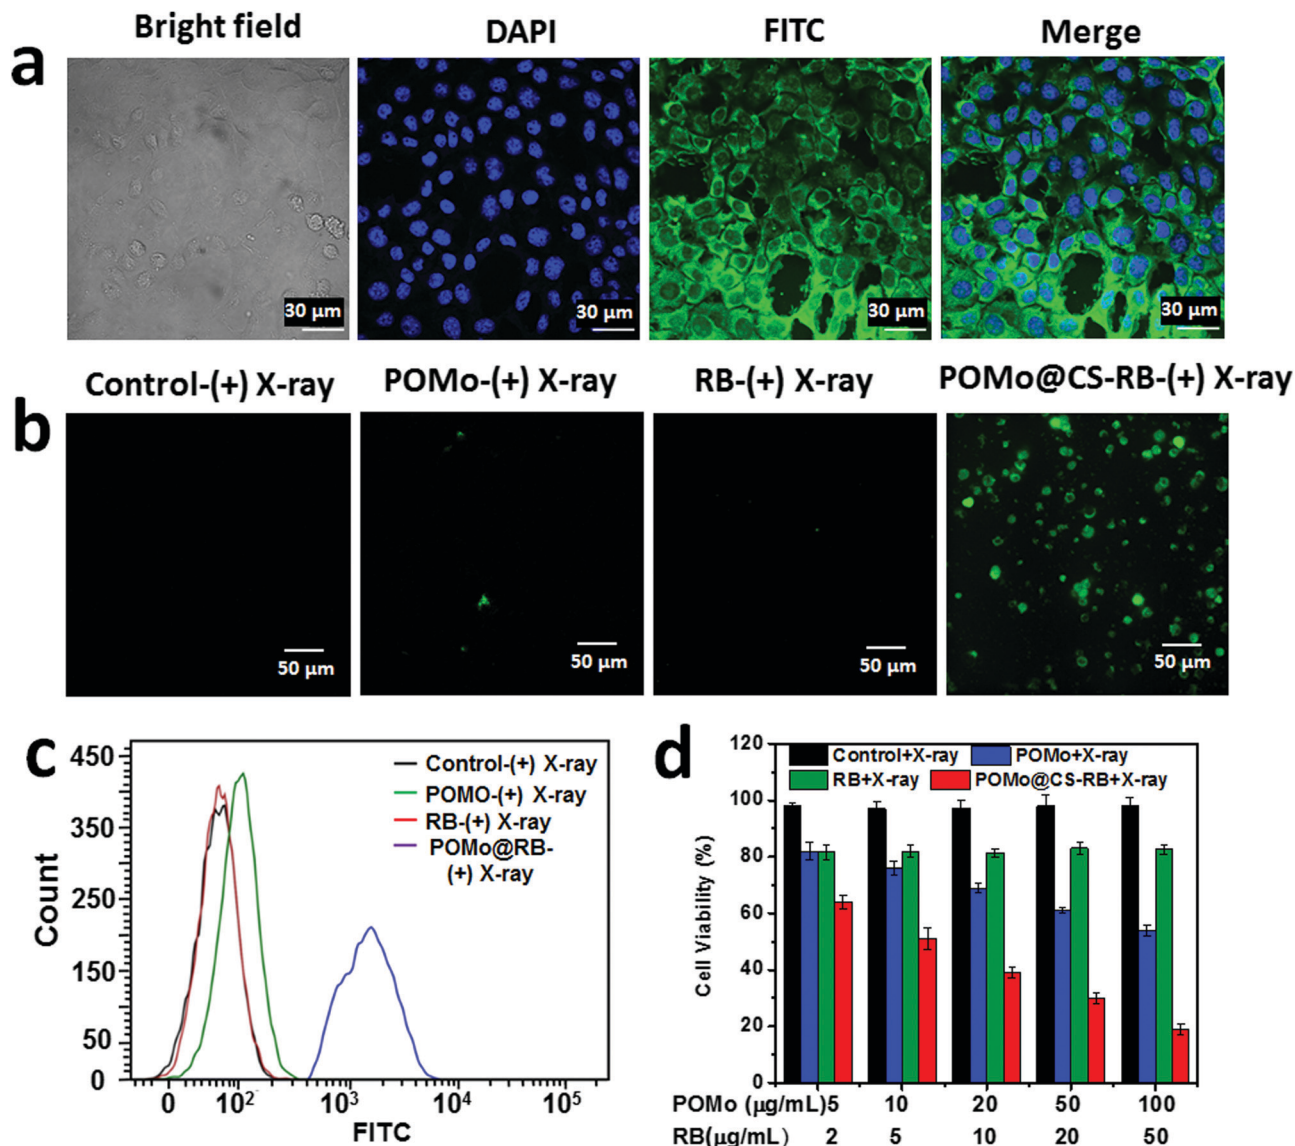 a
Bright field
DAPI
FITC
Merge
30 µm
30 µm
30 µm
30 µm
b
Control-(+) X-ray
POMo-(+) X-ray
RB-(+) X-ray
POMo@CS-RB-(+) X-ray
50 µm
50 µm
50 µm
50 µm
c
450
350
250
150
50
0
Count
Control-(+) X-ray
POMO-(+) X-ray
RB-(+) X-ray
POMo@RB-
(+) X-ray
0
10²
10³
10⁴
10⁵
FITC
d
120
100
80
60
40
20
0
Cell Viability (%)
Control+X-ray
POMo+X-ray
RB+X-ray
POMo@CS-RB+X-ray
POMo (µg/mL) 5 10 20 50 100
RB(µg/mL) 2 5 10 20 50